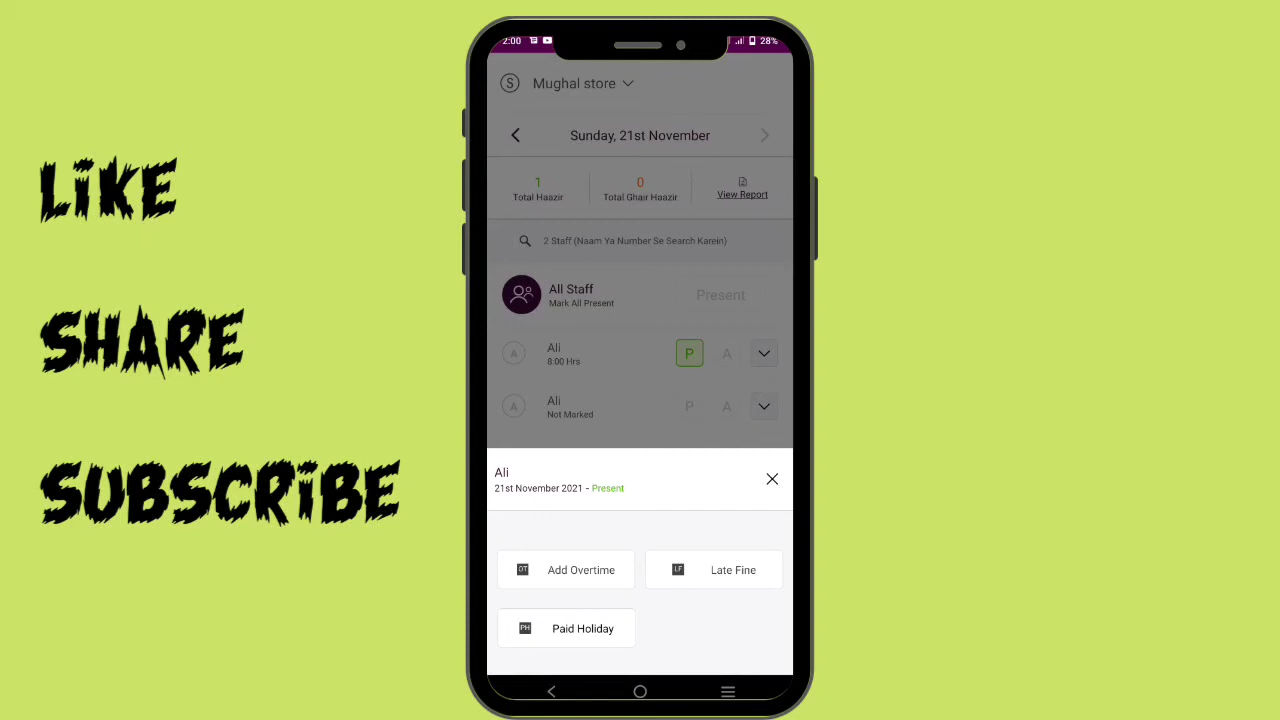 LiKE
SHARE
SUBSCRiBE
2:00
28%
S
Mughal store
Sunday, 21st November
1
Total Haazir
0
Total Ghair Haazir
View Report
2 Staff (Naam Ya Number Se Search Karein)
All Staff
Mark All Present
Present
A
Ali
8:00 Hrs
P
A
A
Ali
Not Marked
P
A
Ali
21st November 2021 - Present
OT
Add Overtime
LF
Late Fine
PH
Paid Holiday